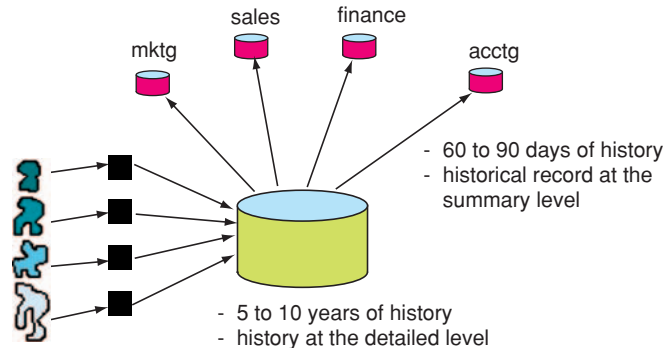 sales
finance
mktg
acctg
- 60 to 90 days of history
- historical record at the
summary level
- 5 to 10 years of history
- history at the detailed level